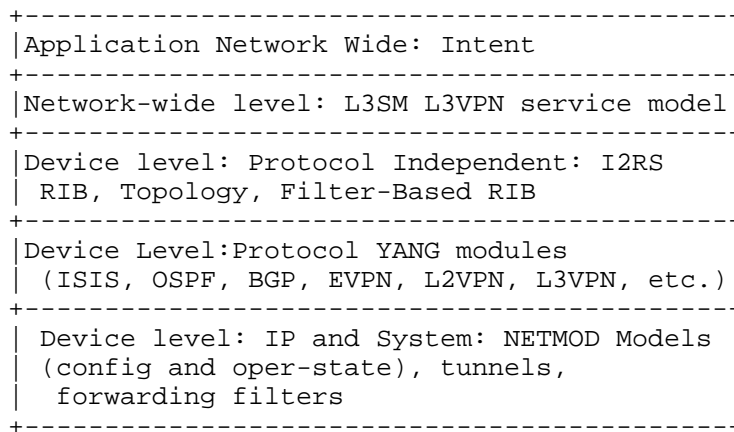 +-------------------------------------------
|Application Network Wide: Intent
+-------------------------------------------
|Network-wide level: L3SM L3VPN service model
+-------------------------------------------
|Device level: Protocol Independent: I2RS
| RIB, Topology, Filter-Based RIB
+-------------------------------------------
|Device Level:Protocol YANG modules
| (ISIS, OSPF, BGP, EVPN, L2VPN, L3VPN, etc.)
+-------------------------------------------
| Device level: IP and System: NETMOD Models
| (config and oper-state), tunnels,
|  forwarding filters
+-------------------------------------------